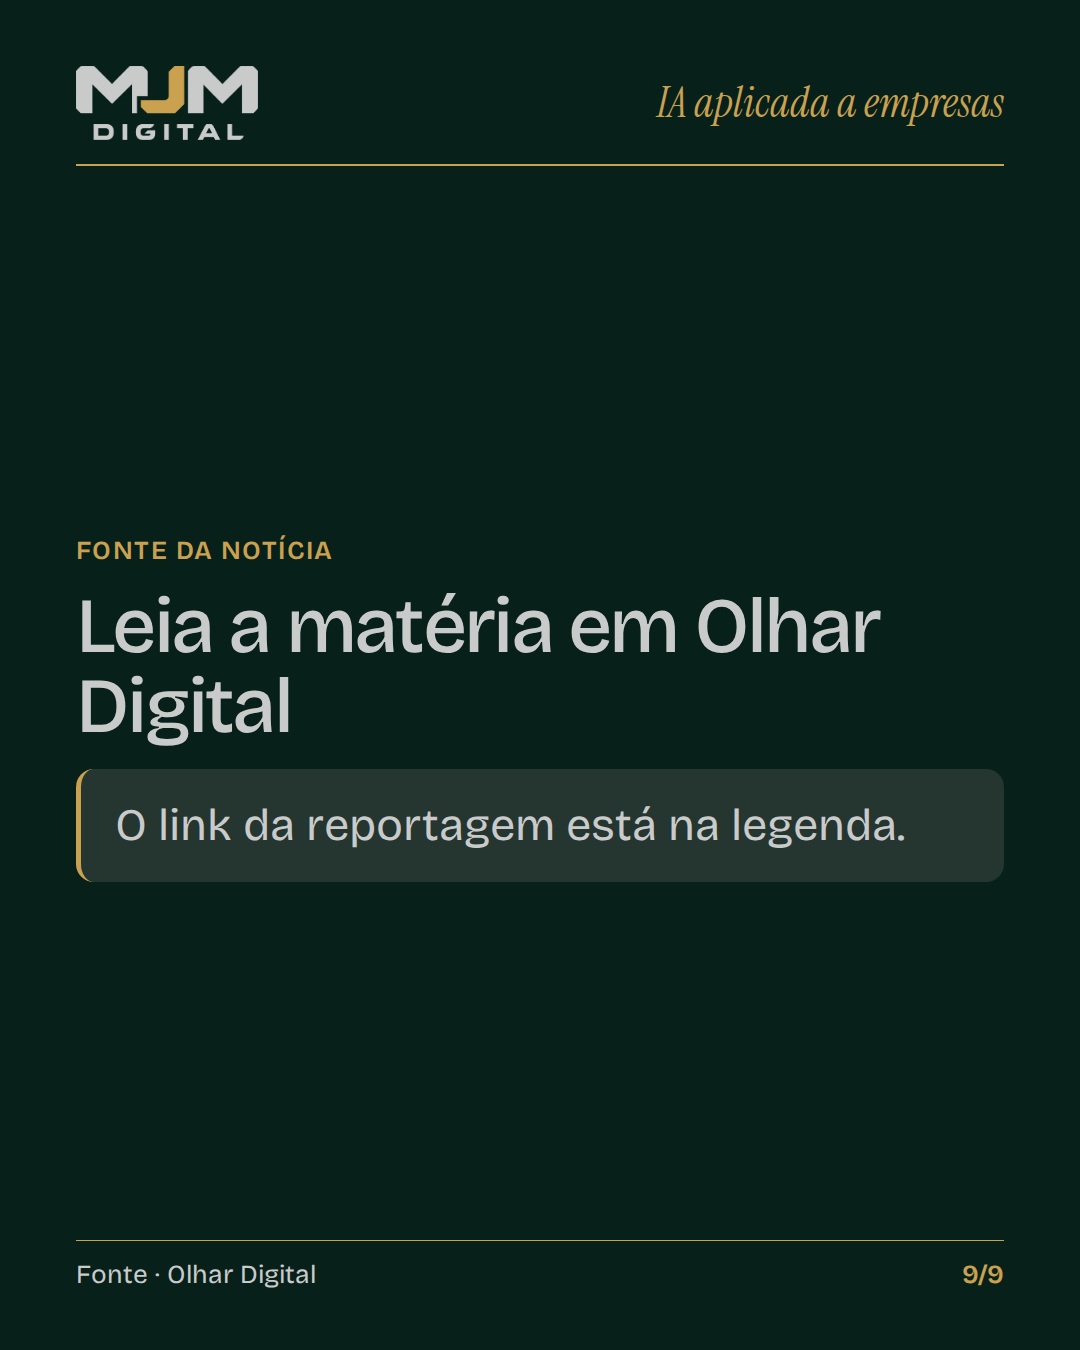 MJM
DIGITAL
IA aplicada a empresas
FONTE DA NOTÍCIA
Leia a matéria em Olhar
Digital
O link da reportagem está na legenda.
Fonte · Olhar Digital
9/9